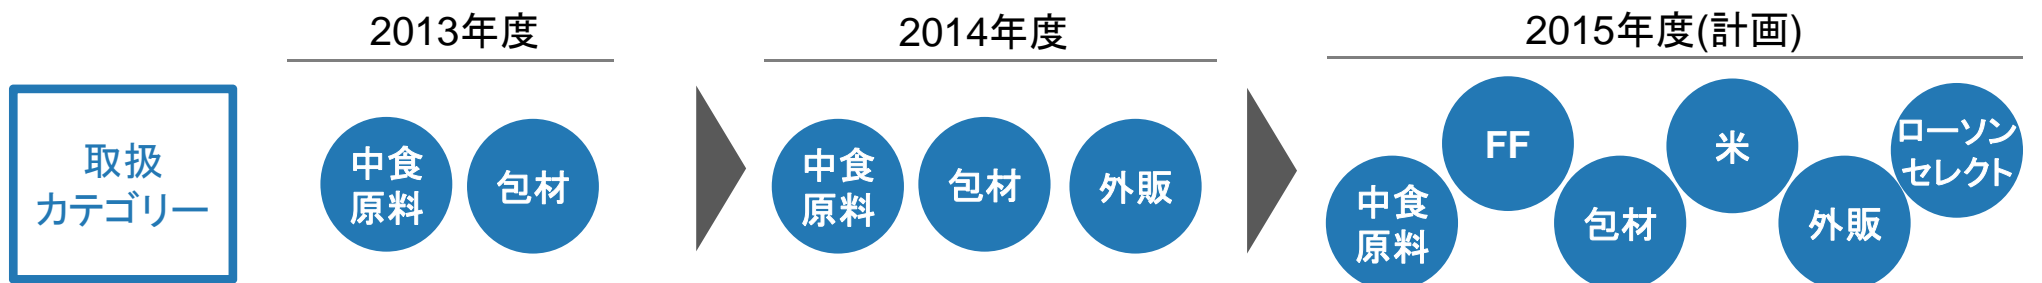 2013年度
2014年度
2015年度(計画)
取扱
カテゴリー
中食
原料
包材
中食
原料
包材
外販
中食
原料
FF
包材
米
外販
ローソン
セレクト